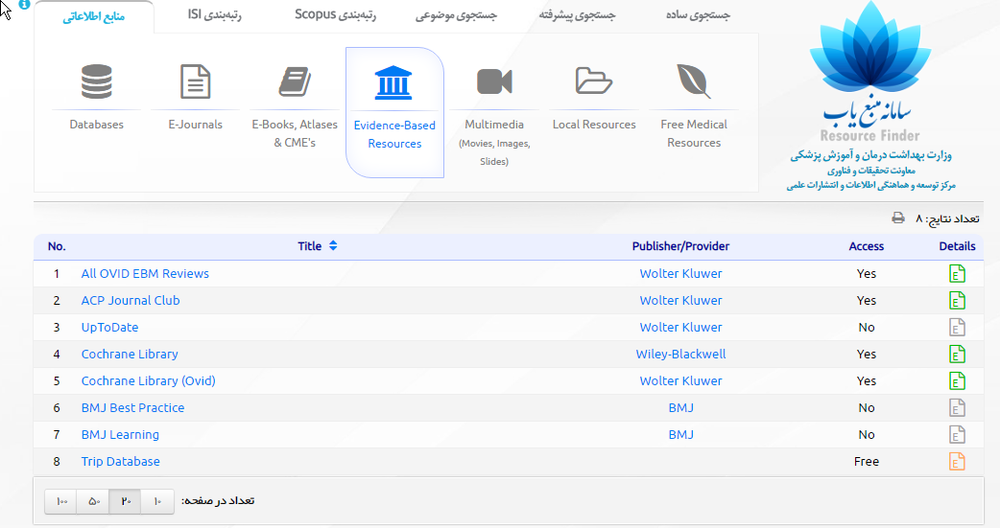 منابع اطلاعاتی
رتبه‌بندی ISI
رتبه‌بندی Scopus
جستجوی موضوعی
جستجوی پیشرفته
جستجوی ساده
Databases
E-Journals
E-Books, Atlases
& CME's
Evidence-Based
Resources
Multimedia
(Movies, Images,
Slides)
Local Resources
Free Medical
Resources
سامانه منبع یاب
Resource Finder
وزارت بهداشت درمان و آموزش پزشکی
معاونت تحقیقات و فناوری
مرکز توسعه و هماهنگی اطلاعات و انتشارات علمی
تعداد نتایج: ۸
No. Title Publisher/Provider Access Details
1 All OVID EBM Reviews Wolter Kluwer Yes E
2 ACP Journal Club Wolter Kluwer Yes E
3 UpToDate Wolter Kluwer No E
4 Cochrane Library Wiley-Blackwell Yes E
5 Cochrane Library (Ovid) Wolter Kluwer Yes E
6 BMJ Best Practice BMJ No E
7 BMJ Learning BMJ No E
8 Trip Database Free E
تعداد در صفحه: ۱۰ ۲۰ ۵۰ ۱۰۰